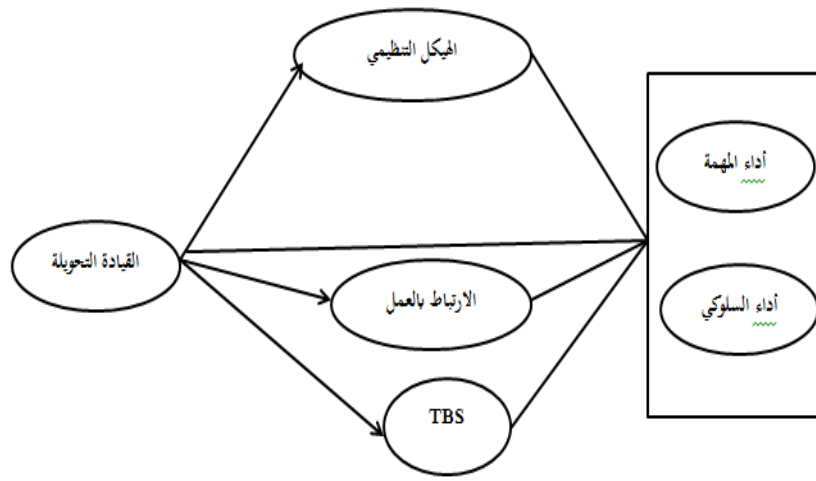 الهيكل التنظيمي
أداء المهمة
القيادة التحويلة
الارتباط بالعمل
أداء السلوكي
TBS